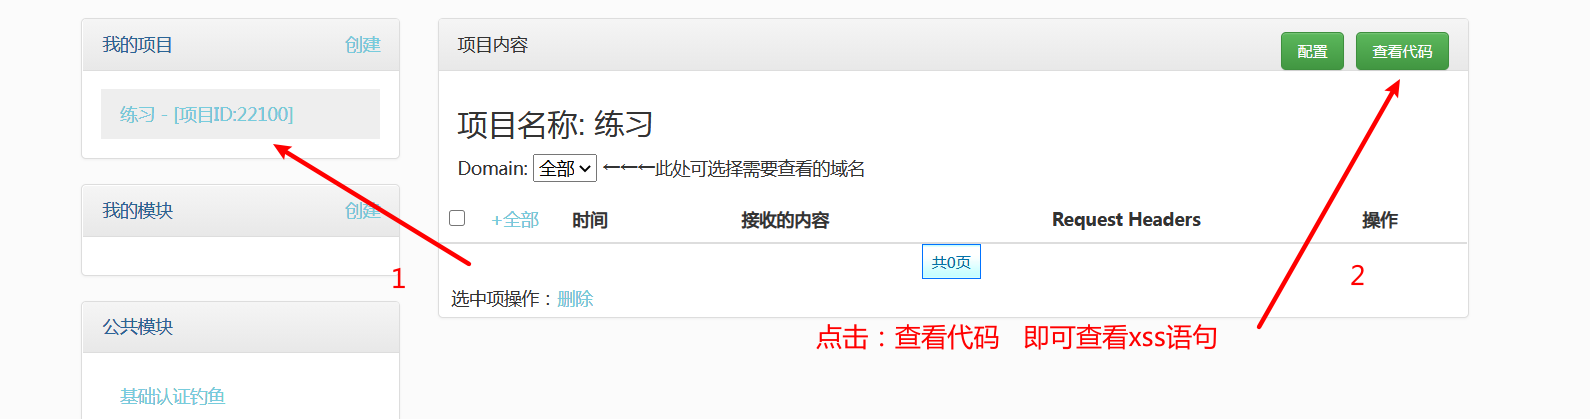 我的项目 创建
练习 - [项目ID:22100]
我的模块 创建
1
公共模块
基础认证钓鱼
项目内容 配置 查看代码
项目名称: 练习
Domain: 全部 ←←←此处可选择需要查看的域名
+全部 时间 接收的内容 Request Headers 操作
共0页
2
选中项操作：删除
点击：查看代码 即可查看xss语句